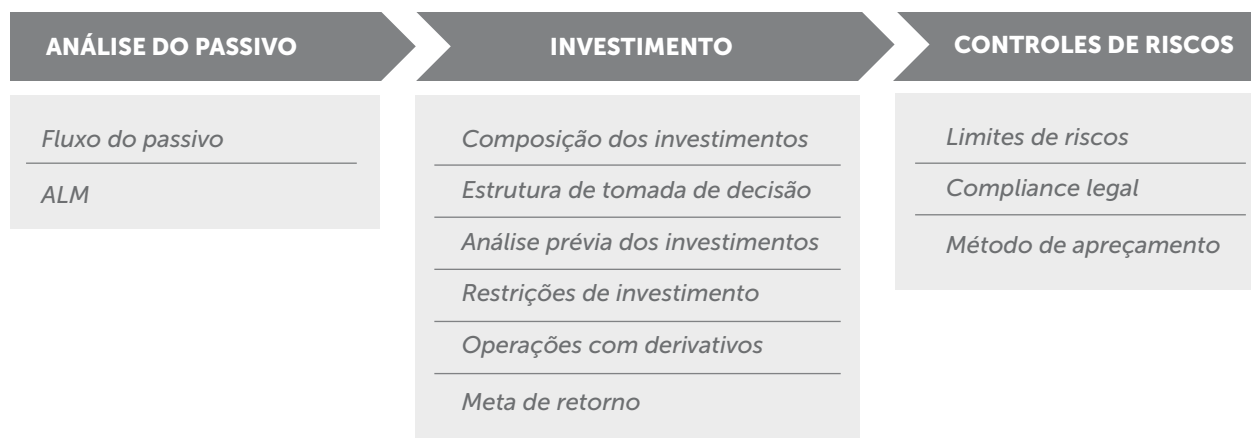 ANÁLISE DO PASSIVO
Fluxo do passivo
ALM
INVESTIMENTO
Composição dos investimentos
Estrutura de tomada de decisão
Análise prévia dos investimentos
Restrições de investimento
Operações com derivativos
Meta de retorno
CONTROLES DE RISCOS
Limites de riscos
Compliance legal
Método de apreçamento